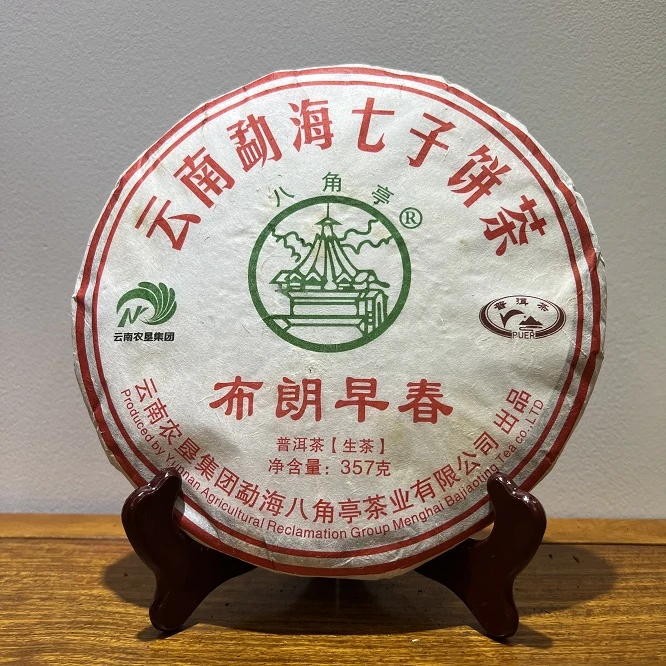 云南勐海七子饼茶
八角亭®
云南农垦集团
普洱茶
PUER
布朗早春
普洱茶【生茶】
净含量：357克
云南农垦集团勐海八角亭茶业有限公司 出品
Produced by Yunnan Agricultural Reclamation Group Menghai Bajiaoting Tea co.,LTD